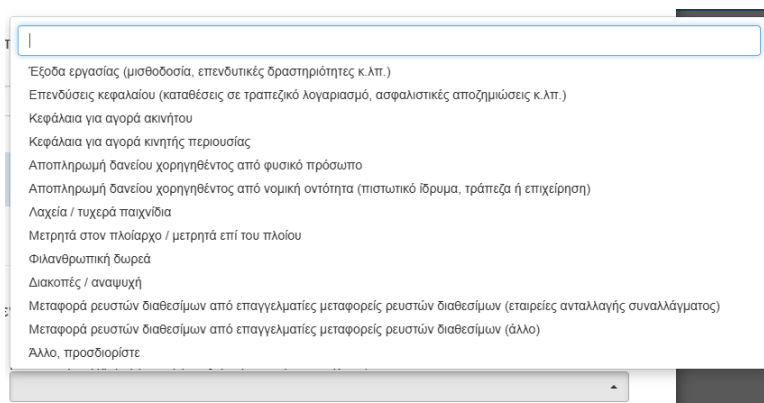 Έξοδα εργασίας (μισθοδοσία, επενδυτικές δραστηριότητες κ.λπ.)
Επενδύσεις κεφαλαίου (καταθέσεις σε τραπεζικό λογαριασμό, ασφαλιστικές αποζημιώσεις κ.λπ.)
Κεφάλαια για αγορά ακινήτου
Κεφάλαια για αγορά κινητής περιουσίας
Αποπληρωμή δανείου χορηγηθέντος από φυσικό πρόσωπο
Αποπληρωμή δανείου χορηγηθέντος από νομική οντότητα (πιστωτικό ίδρυμα, τράπεζα ή επιχείρηση)
Λαχεία / τυχερά παιχνίδια
Μετρητά στον πλοίαρχο / μετρητά επί του πλοίου
Φιλανθρωπική δωρεά
Διακοπές / αναψυχή
Μεταφορά ρευστών διαθεσίμων από επαγγελματίες μεταφορείς ρευστών διαθεσίμων (εταιρείες ανταλλαγής συναλλάγματος)
Μεταφορά ρευστών διαθεσίμων από επαγγελματίες μεταφορείς ρευστών διαθεσίμων (άλλο)
Άλλο, προσδιορίστε